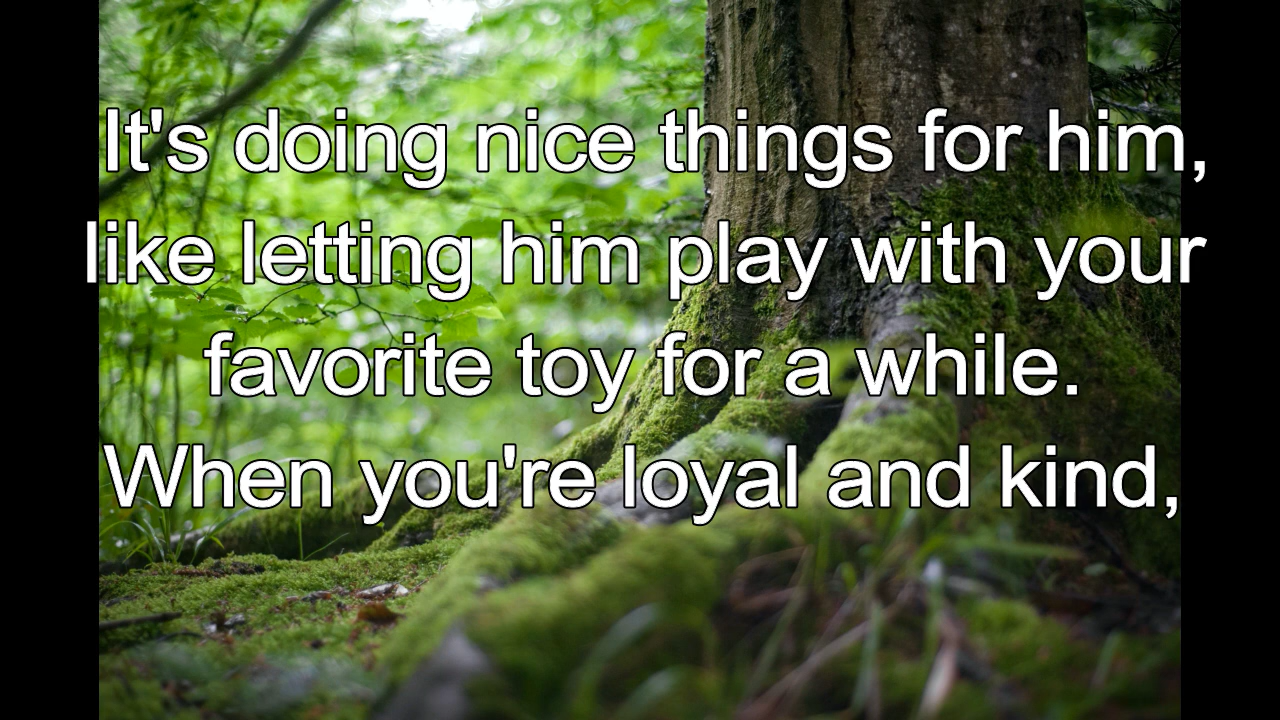 It's doing nice things for him,
like letting him play with your
favorite toy for a while.
When you're loyal and kind,